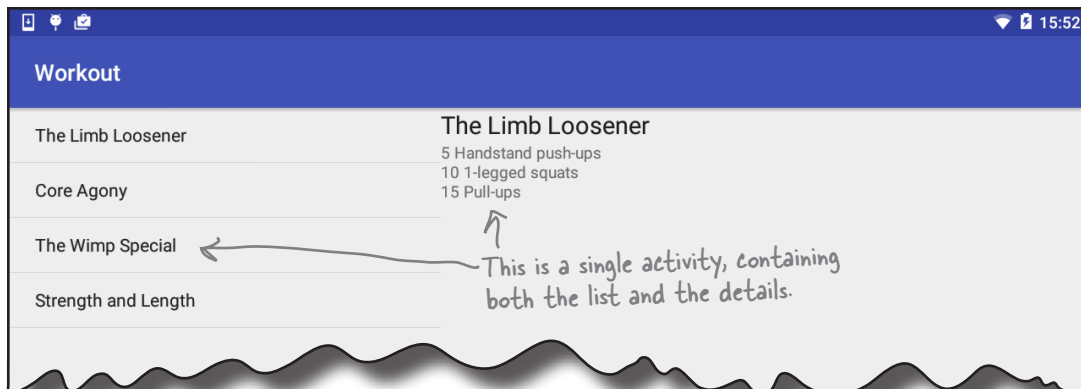 15:52
Workout
The Limb Loosener
Core Agony
The Wimp Special
Strength and Length
The Limb Loosener
5 Handstand push-ups
10 1-legged squats
15 Pull-ups
This is a single activity, containing
both the list and the details.